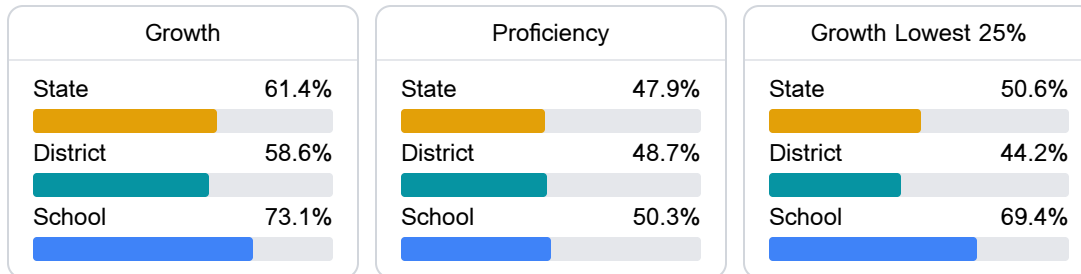 Growth
State 61.4%
District 58.6%
School 73.1%
Proficiency
State 47.9%
District 48.7%
School 50.3%
Growth Lowest 25%
State 50.6%
District 44.2%
School 69.4%